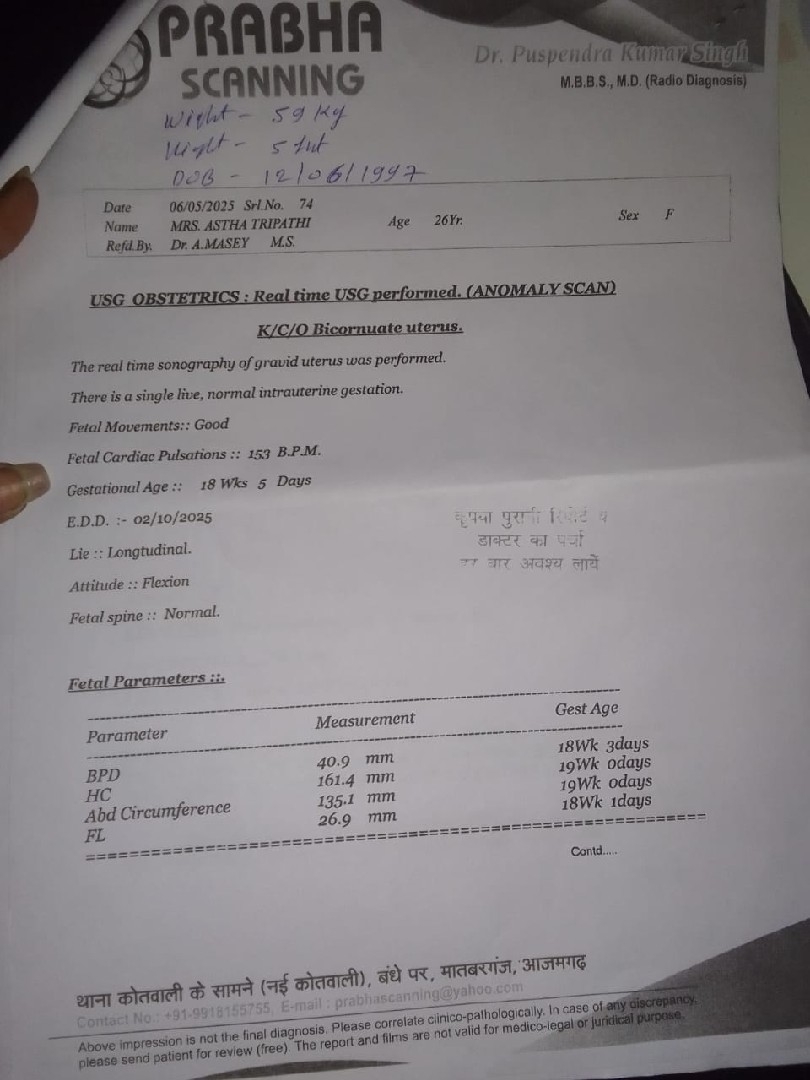 PRABHA
SCANNING
Dr. Puspendra Kumar Singh
M.B.B.S., M.D. (Radio Diagnosis)
Wight - 59 Kg
Hight - 5 fut
DOB - 12/06/1997
Date 06/05/2025 Srl.No. 74
Name MRS. ASTHA TRIPATHI Age 26Yr. Sex F
Refd.By. Dr. A.MASEY M.S.
USG OBSTETRICS : Real time USG performed. (ANOMALY SCAN)
K/C/O Bicornuate uterus.
The real time sonography of gravid uterus was performed.
There is a single live, normal intrauterine gestation.
Fetal Movements:: Good
Fetal Cardiac Pulsations :: 153 B.P.M.
Gestational Age :: 18 Wks 5 Days
E.D.D. :- 02/10/2025
Lie :: Longtudinal.
Attitude :: Flexion
Fetal spine :: Normal.
कृपया पुरानी रिपोर्ट व
डाक्टर का पर्चा
बार अवश्य लायें
Fetal Parameters ::.
Parameter Measurement Gest Age
BPD 40.9 mm 18Wk 3days
HC 161.4 mm 19Wk 0days
Abd Circumference 135.1 mm 19Wk 0days
FL 26.9 mm 18Wk 1days
Contd.....
थाना कोतवाली के सामने (नई कोतवाली), बंधे पर, मातबरगंज, आजमगढ़
Contact No : +91-9918155755, E-mail : prabhascanning@yahoo.com
Above impression is not the final diagnosis. Please correlate clinico-pathologically. In case of any discrepancy,
please send patient for review (free) The report and films are not valid for medico-legal or juridical purpose.